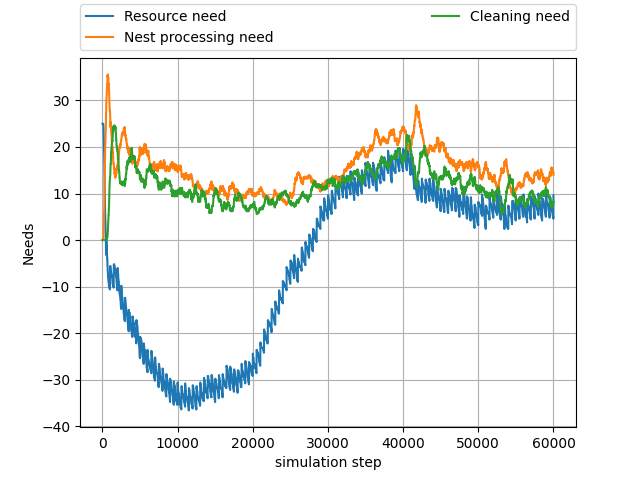 Resource need
Nest processing need
Cleaning need
30
20
10
0
−10
−20
−30
−40
Needs
0 10000 20000 30000 40000 50000 60000
simulation step